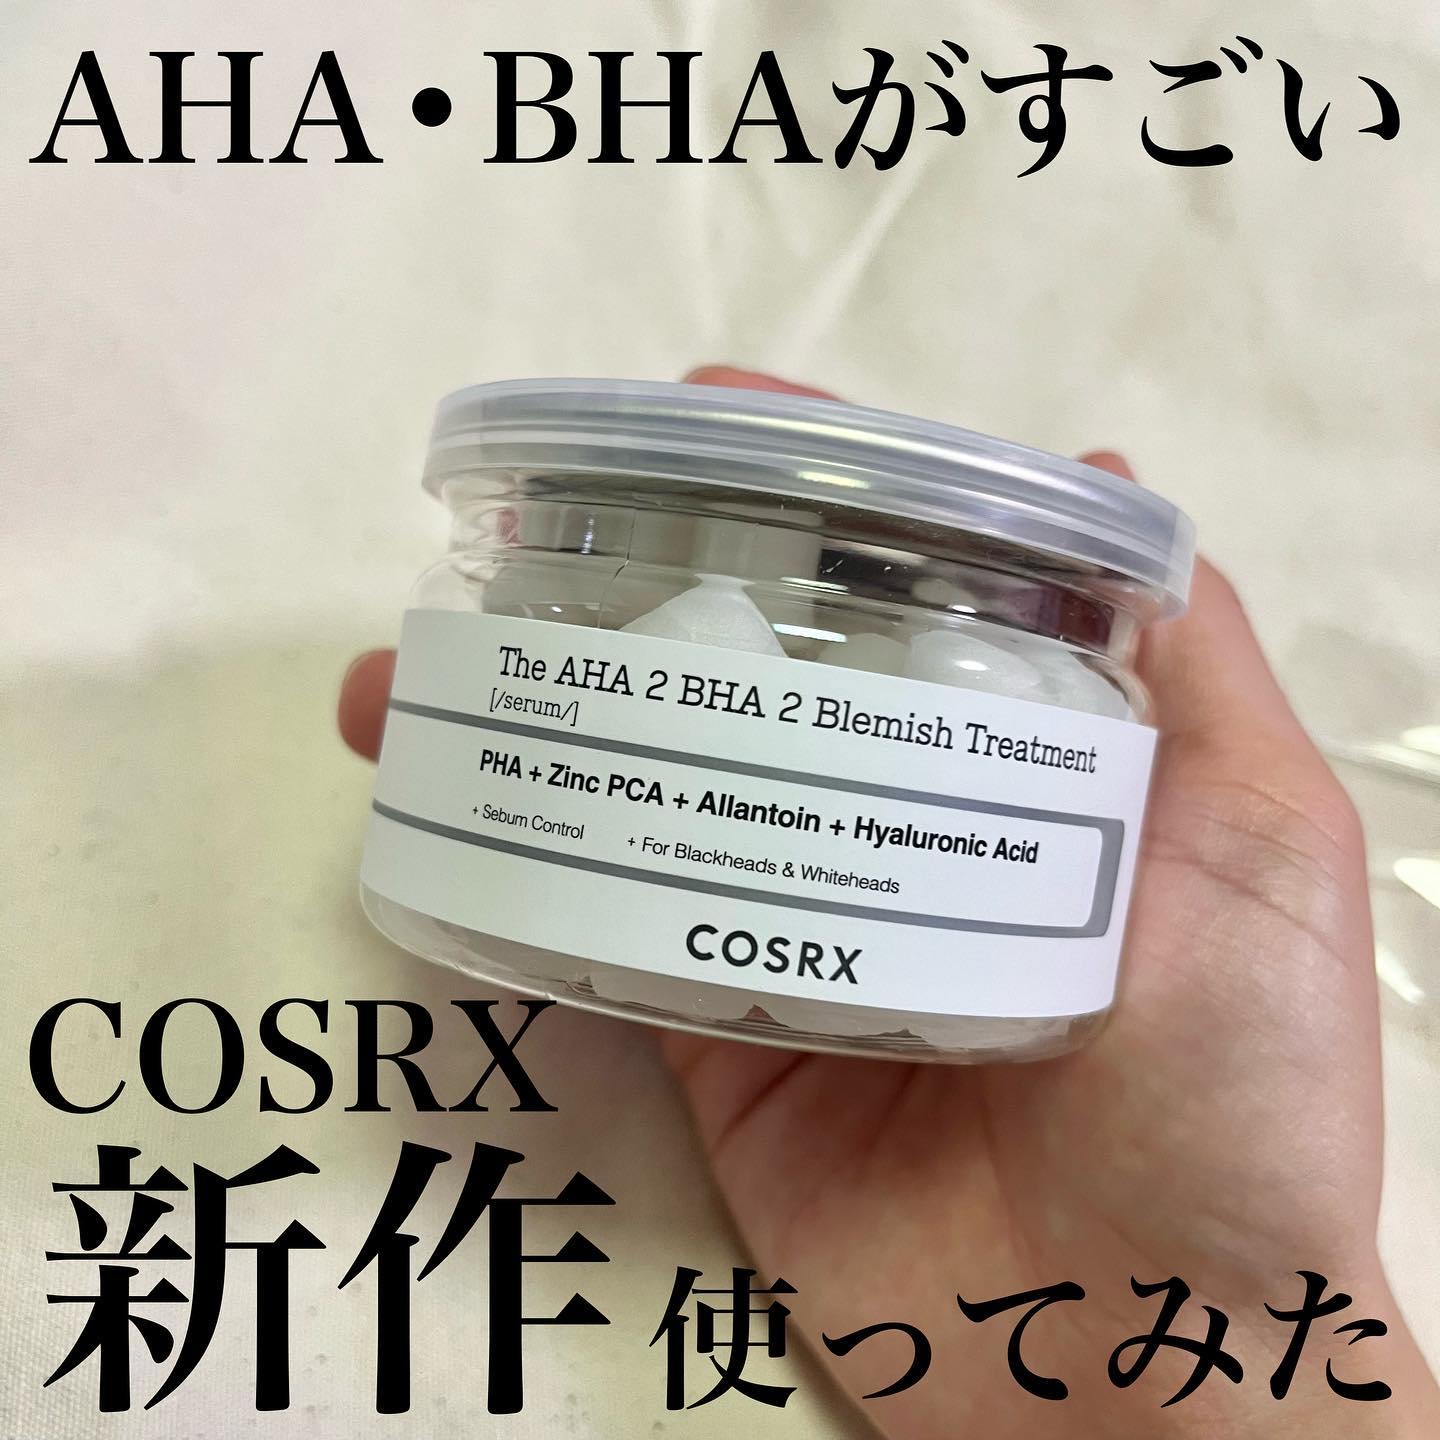 AHA・BHAがすごい
The AHA 2 BHA 2 Blemish Treatment
[/serum/]
PHA + Zinc PCA + Allantoin + Hyaluronic Acid
+ Sebum Control + For Blackheads & Whiteheads
COSRX
COSRX
新作使ってみた